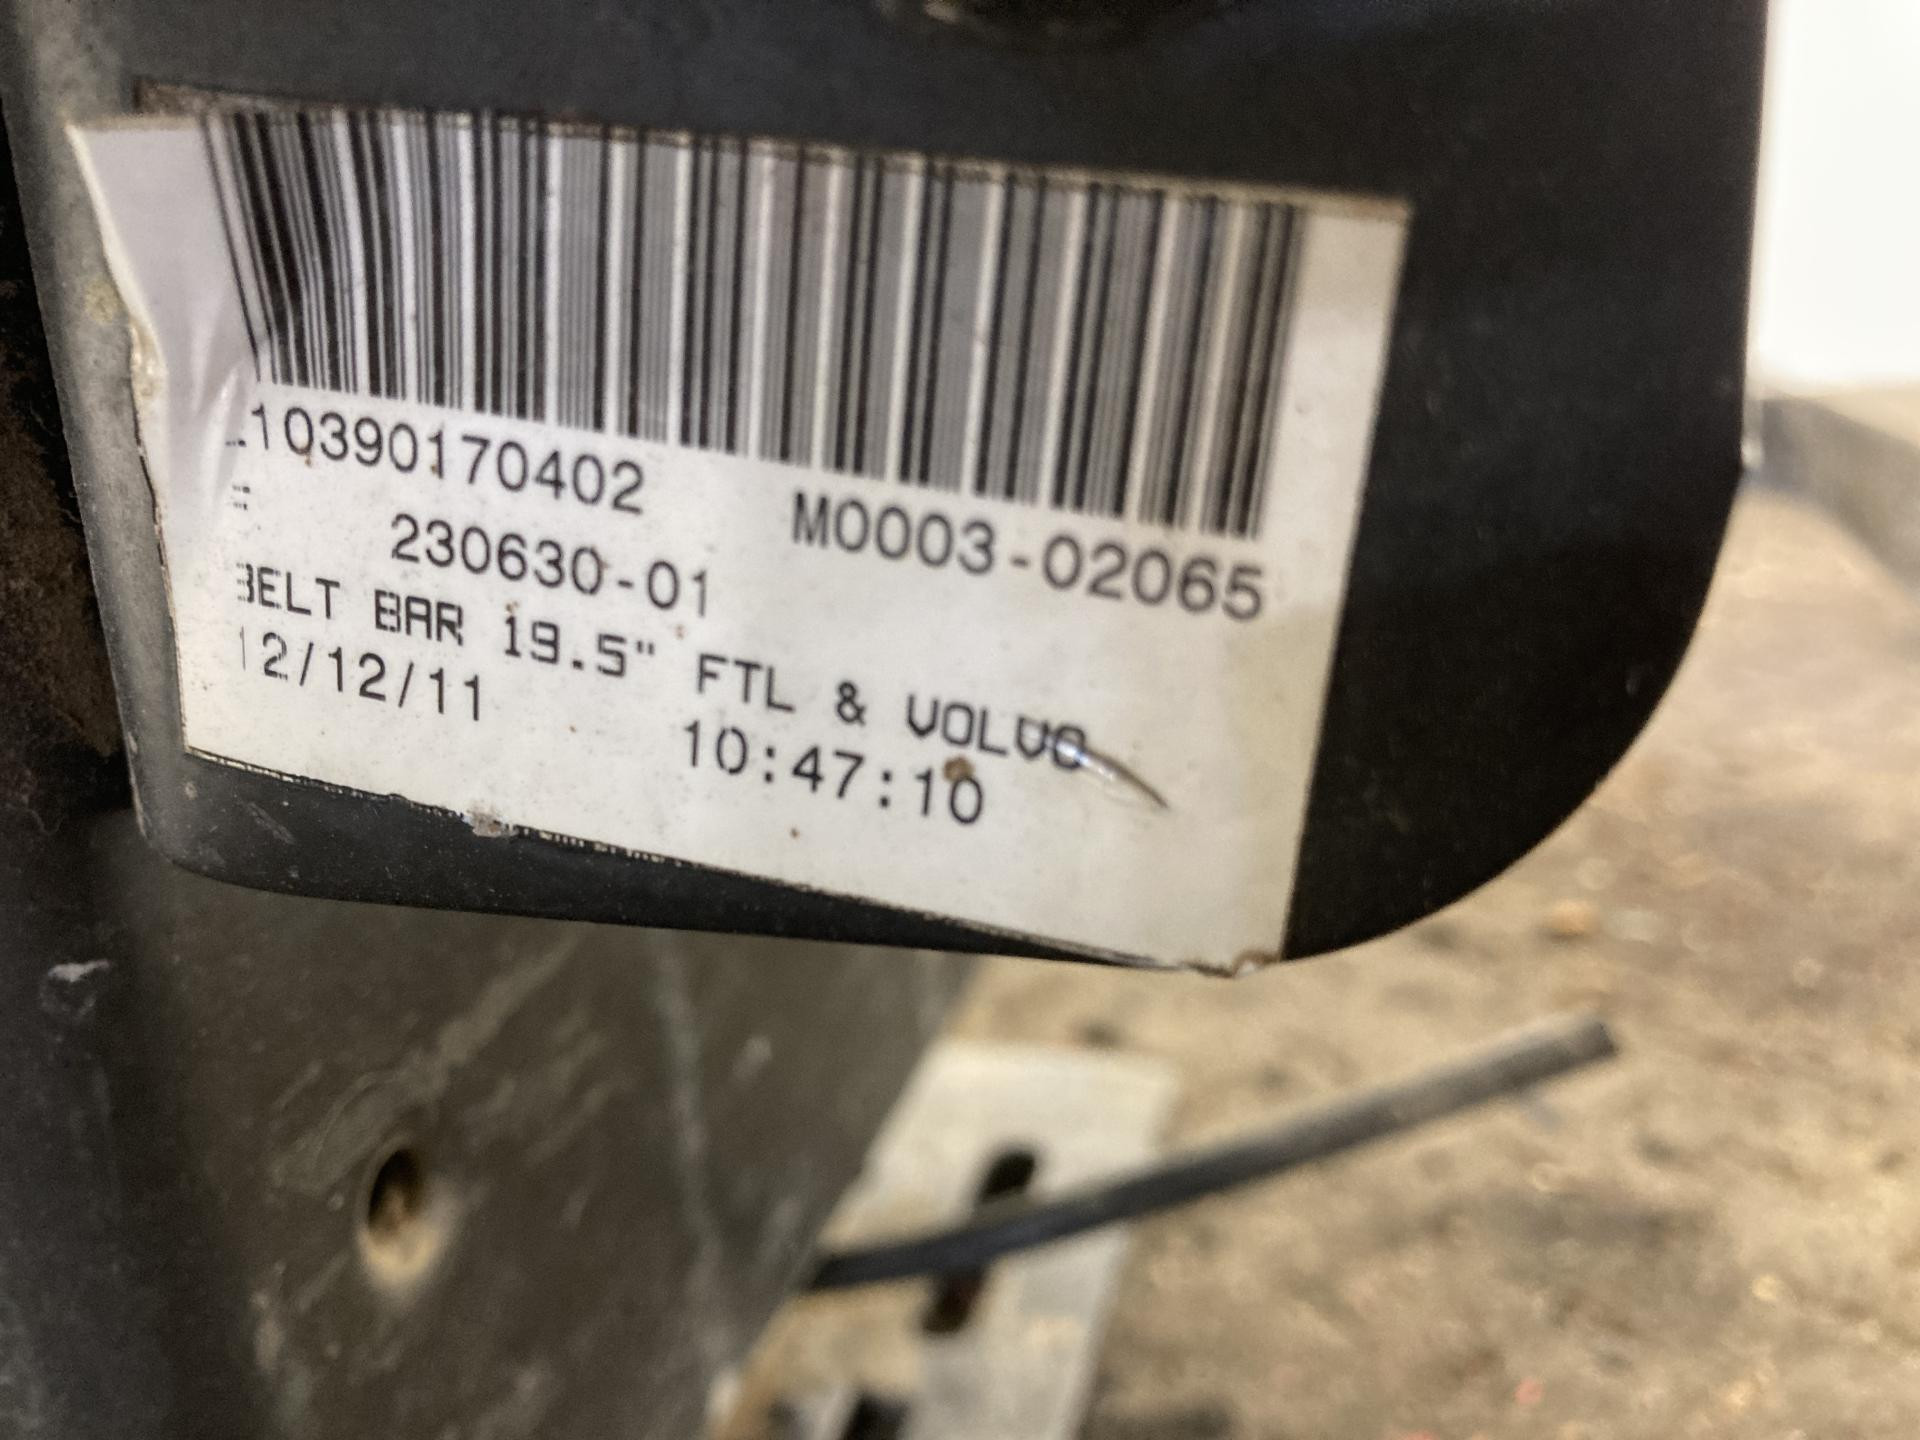 10390170402 M0003-02065
230630-01
BELT BAR 19.5" FTL & VOLVO
12/12/11 10:47:10